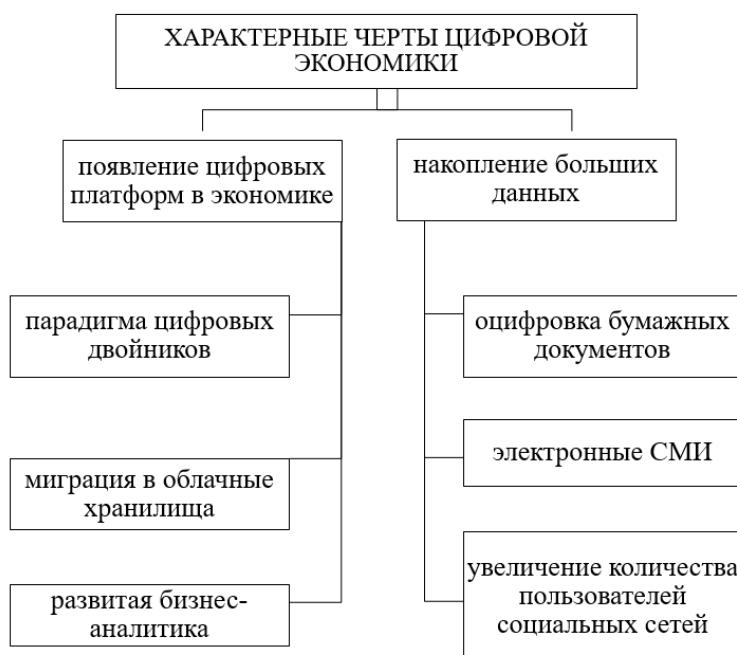 ХАРАКТЕРНЫЕ ЧЕРТЫ ЦИФРОВОЙ
ЭКОНОМИКИ
появление цифровых
платформ в экономике
накопление больших
данных
парадигма цифровых
двойников
оцифровка бумажных
документов
миграция в облачные
хранилища
электронные СМИ
развитая бизнес-
аналитика
увеличение количества
пользователей
социальных сетей